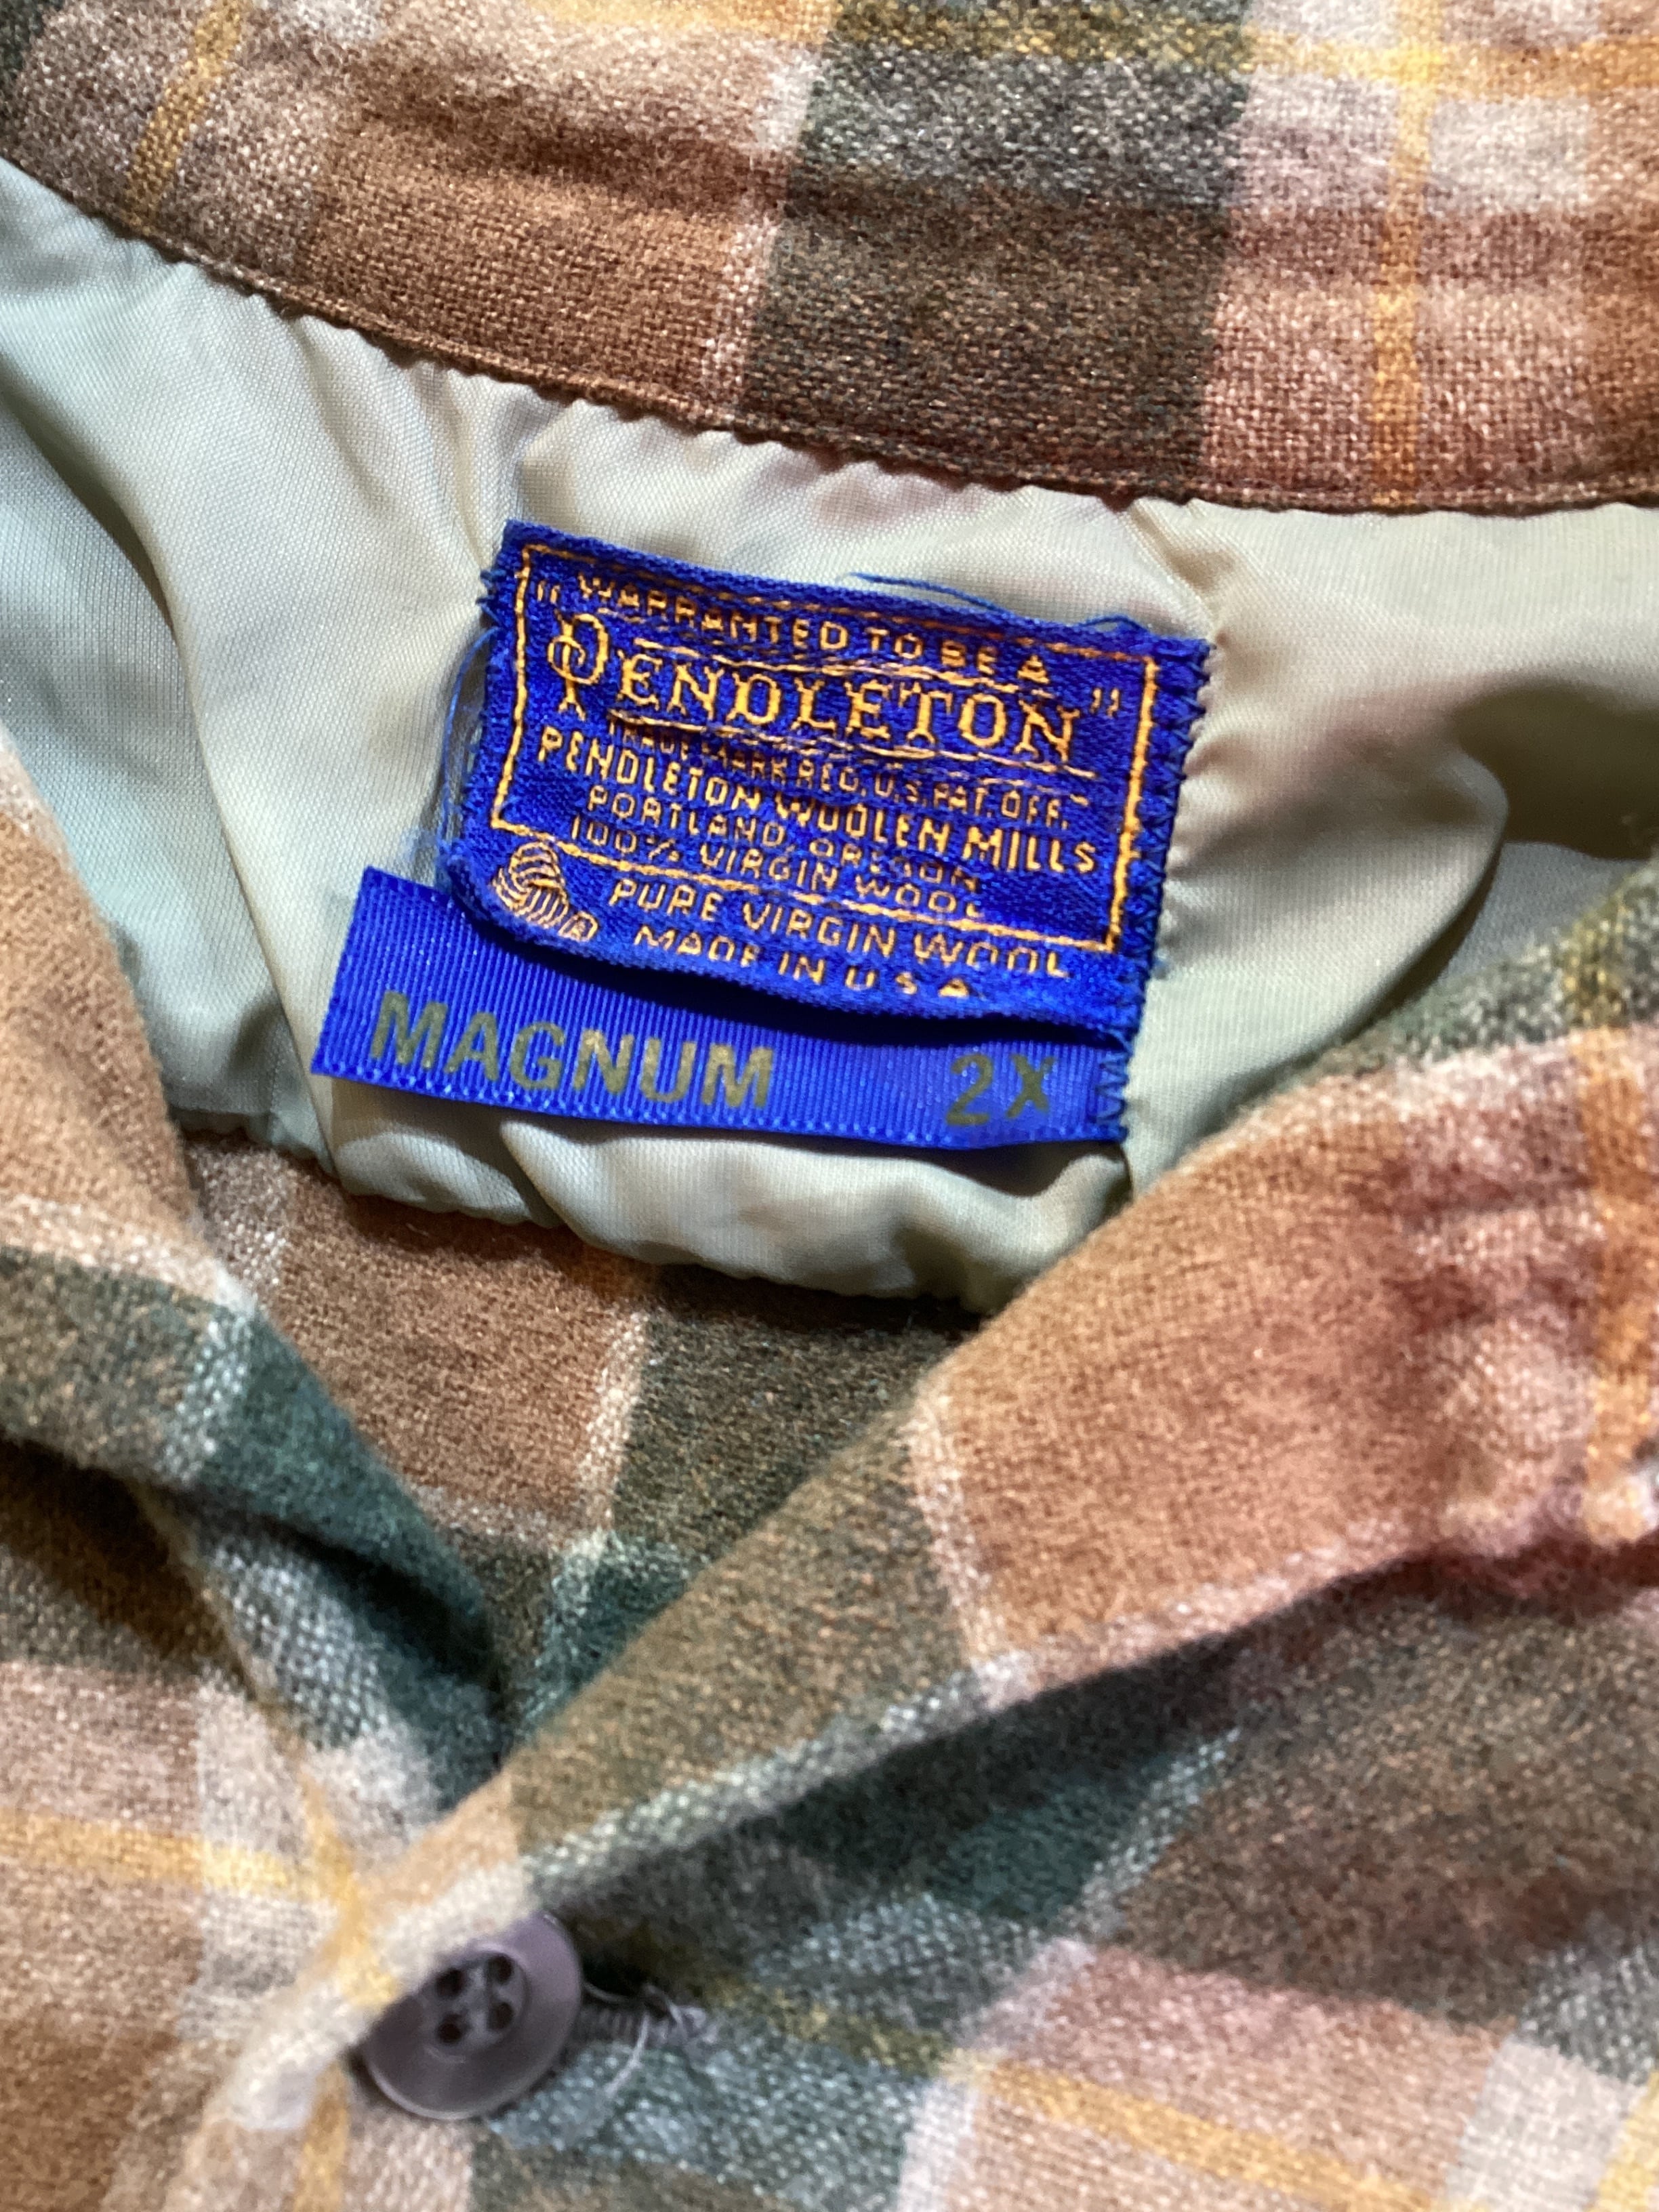 "WARRANTED TO BE A
PENDLETON"
TRADE MARK REG. U.S. PAT. OFF.
PENDLETON WOOLEN MILLS
PORTLAND, OREGON
100% VIRGIN WOOL
PURE VIRGIN WOOL
® MADE IN U S A
MAGNUM 2X